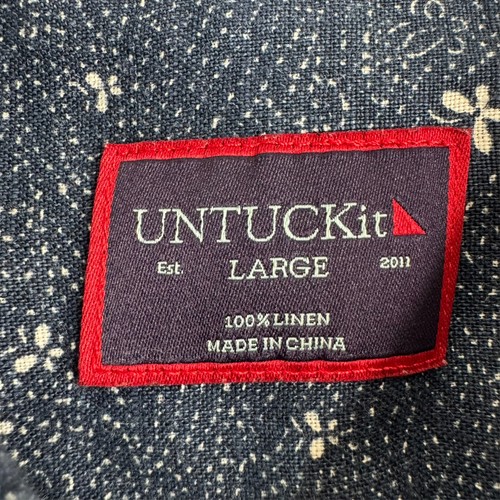 UNTUCKit
Est. LARGE 2011
100% LINEN
MADE IN CHINA